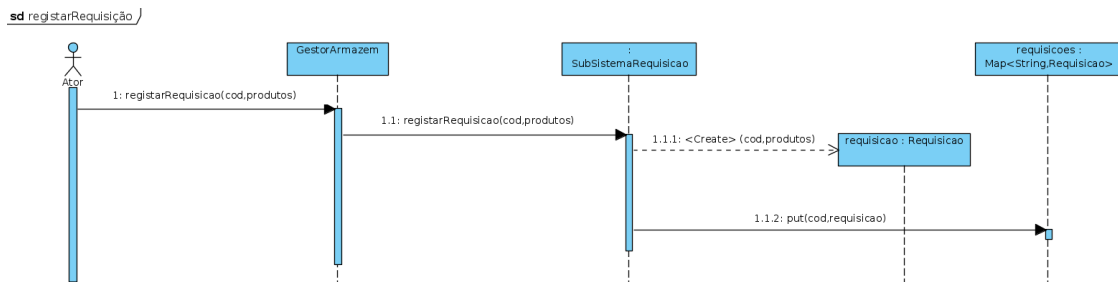 sd registarRequisição
GestorArmazem
:
SubSistemaRequisicao
requisicoes :
Map<String,Requisicao>
Ator
1: registarRequisicao(cod,produtos)
1.1: registarRequisicao(cod,produtos)
1.1.1: <Create> (cod,produtos)
requisicao : Requisicao
1.1.2: put(cod,requisicao)